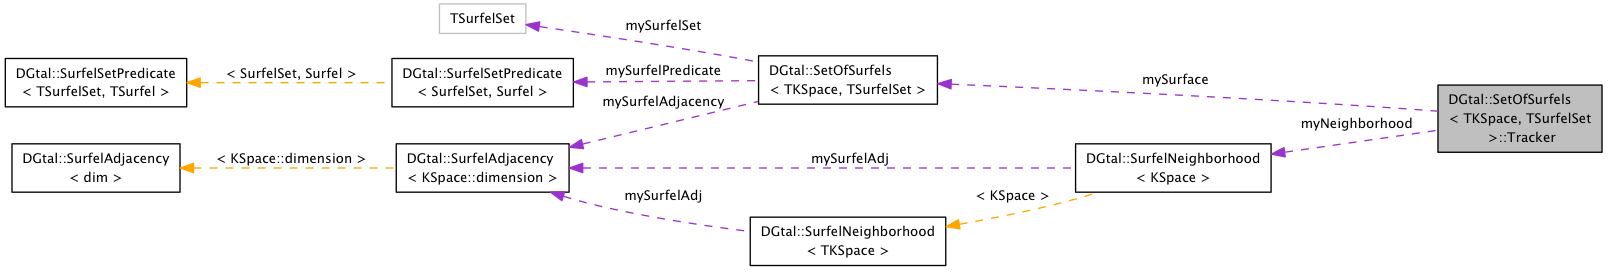 TSurfelSet
mySurfelSet
DGtal::SurfelSetPredicate
< TSurfelSet, TSurfel >
< SurfelSet, Surfel >
DGtal::SurfelSetPredicate
< SurfelSet, Surfel >
mySurfelPredicate
DGtal::SetOfSurfels
< TKSpace, TSurfelSet >
mySurface
mySurfelAdjacency
DGtal::SetOfSurfels
< TKSpace, TSurfelSet
>::Tracker
myNeighborhood
DGtal::SurfelAdjacency
< dim >
< KSpace::dimension >
DGtal::SurfelAdjacency
< KSpace::dimension >
mySurfelAdj
DGtal::SurfelNeighborhood
< KSpace >
mySurfelAdj
< KSpace >
DGtal::SurfelNeighborhood
< TKSpace >